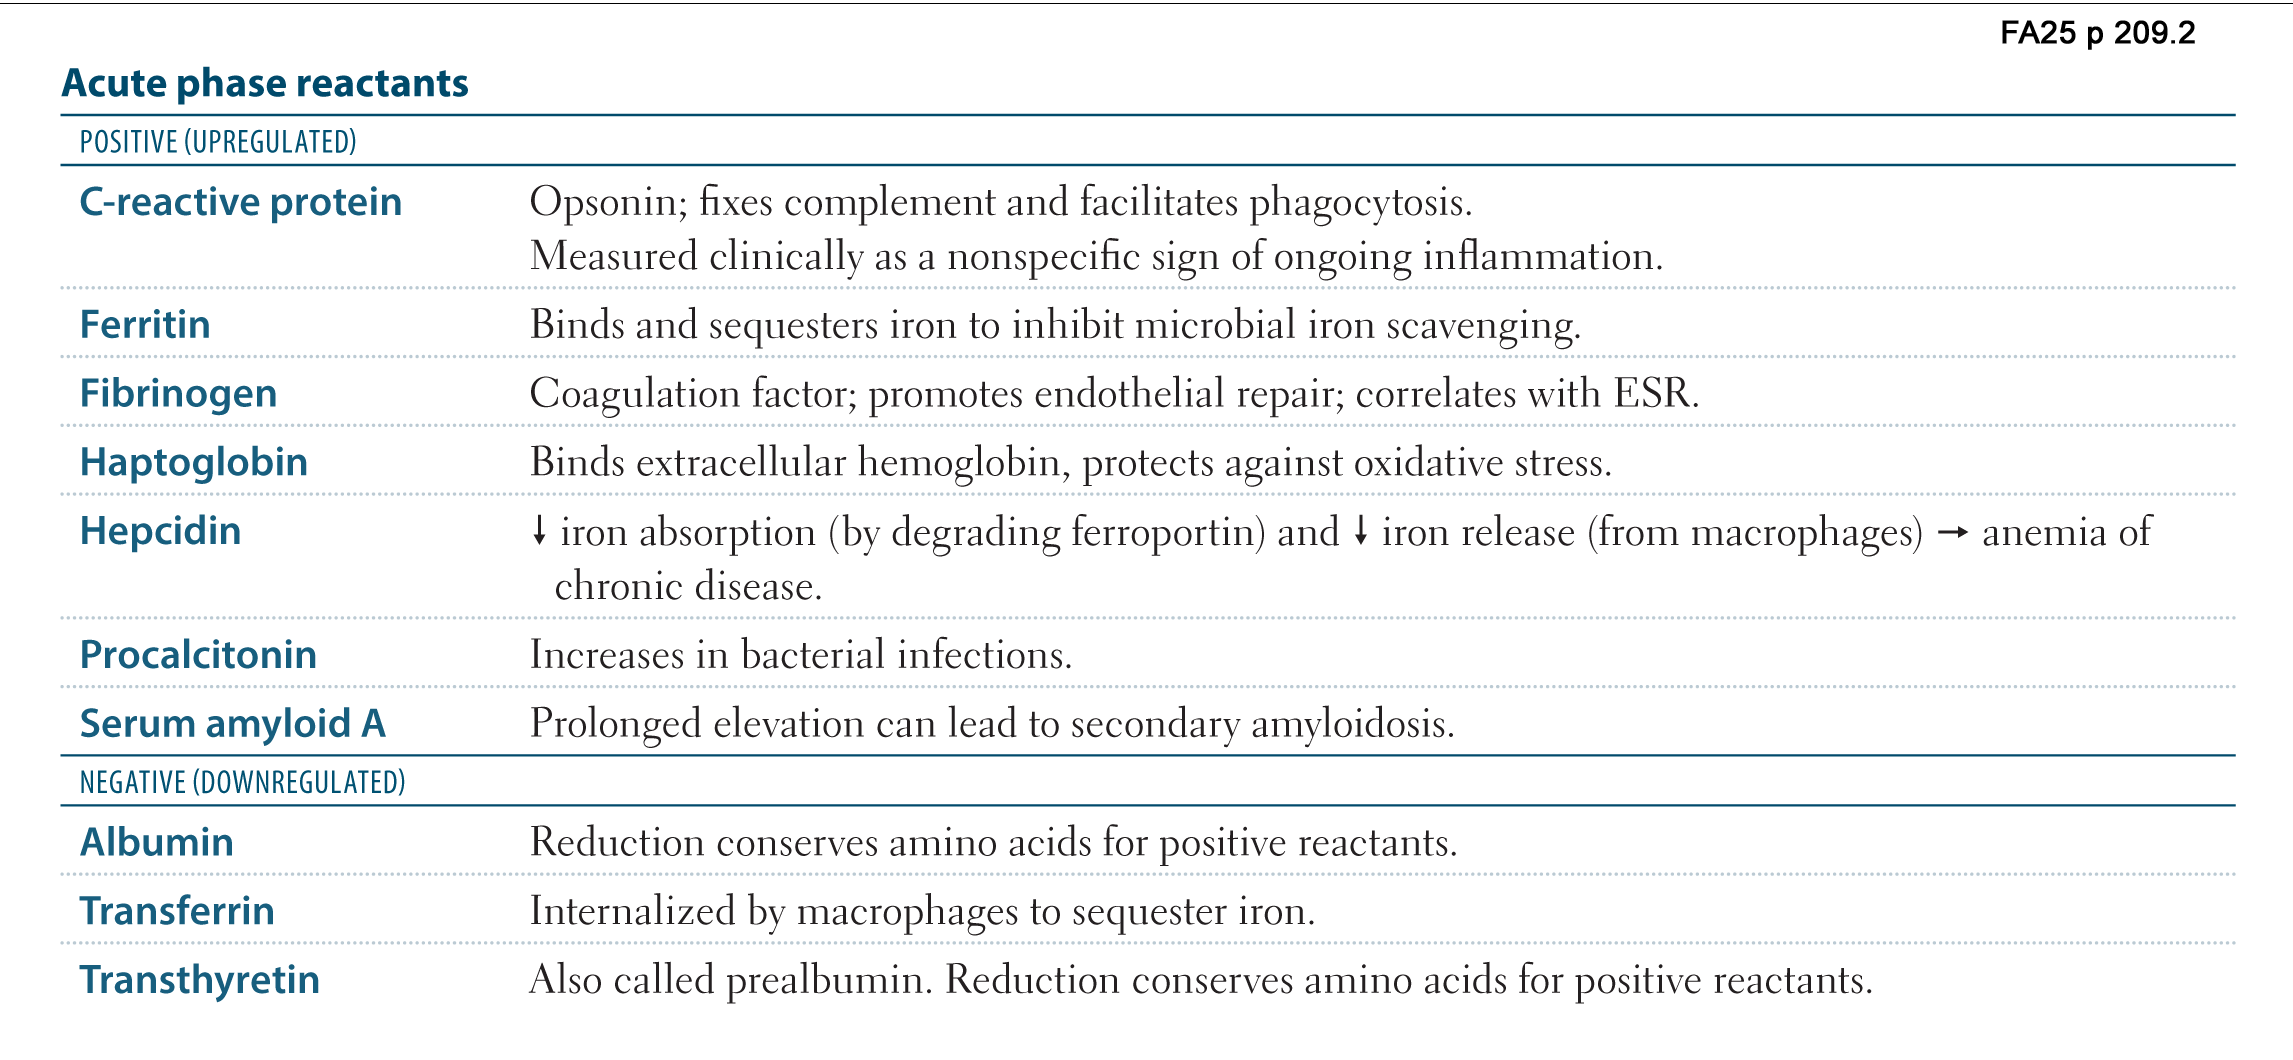 FA25 p 209.2
Acute phase reactants
POSITIVE (UPREGULATED)
C-reactive protein Opsonin; fixes complement and facilitates phagocytosis.
Measured clinically as a nonspecific sign of ongoing inflammation.
Ferritin Binds and sequesters iron to inhibit microbial iron scavenging.
Fibrinogen Coagulation factor; promotes endothelial repair; correlates with ESR.
Haptoglobin Binds extracellular hemoglobin, protects against oxidative stress.
Hepcidin ↓ iron absorption (by degrading ferroportin) and ↓ iron release (from macrophages) → anemia of
chronic disease.
Procalcitonin Increases in bacterial infections.
Serum amyloid A Prolonged elevation can lead to secondary amyloidosis.
NEGATIVE (DOWNREGULATED)
Albumin Reduction conserves amino acids for positive reactants.
Transferrin Internalized by macrophages to sequester iron.
Transthyretin Also called prealbumin. Reduction conserves amino acids for positive reactants.